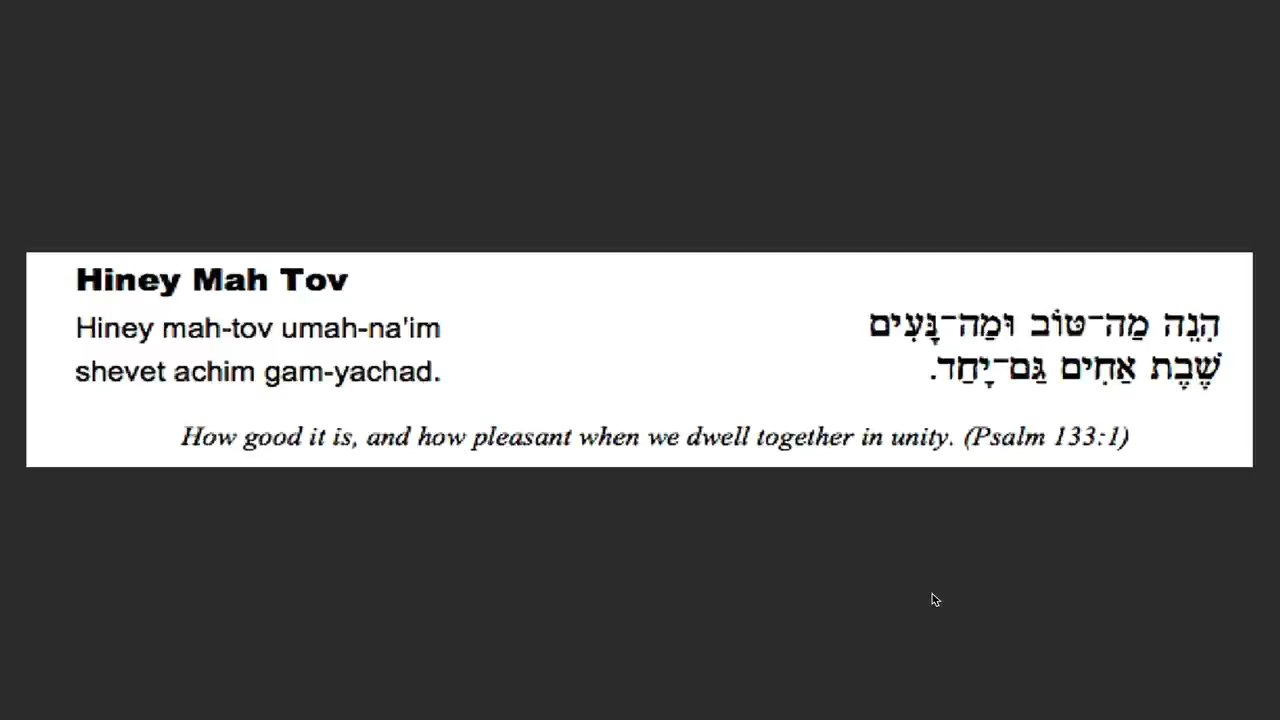 Hiney Mah Tov
Hiney mah-tov umah-na'im
shevet achim gam-yachad.
הִנֵּה מַה־טּוֹב וּמַה־נָּעִים
שֶׁבֶת אַחִים גַּם־יָחַד.
How good it is, and how pleasant when we dwell together in unity. (Psalm 133:1)